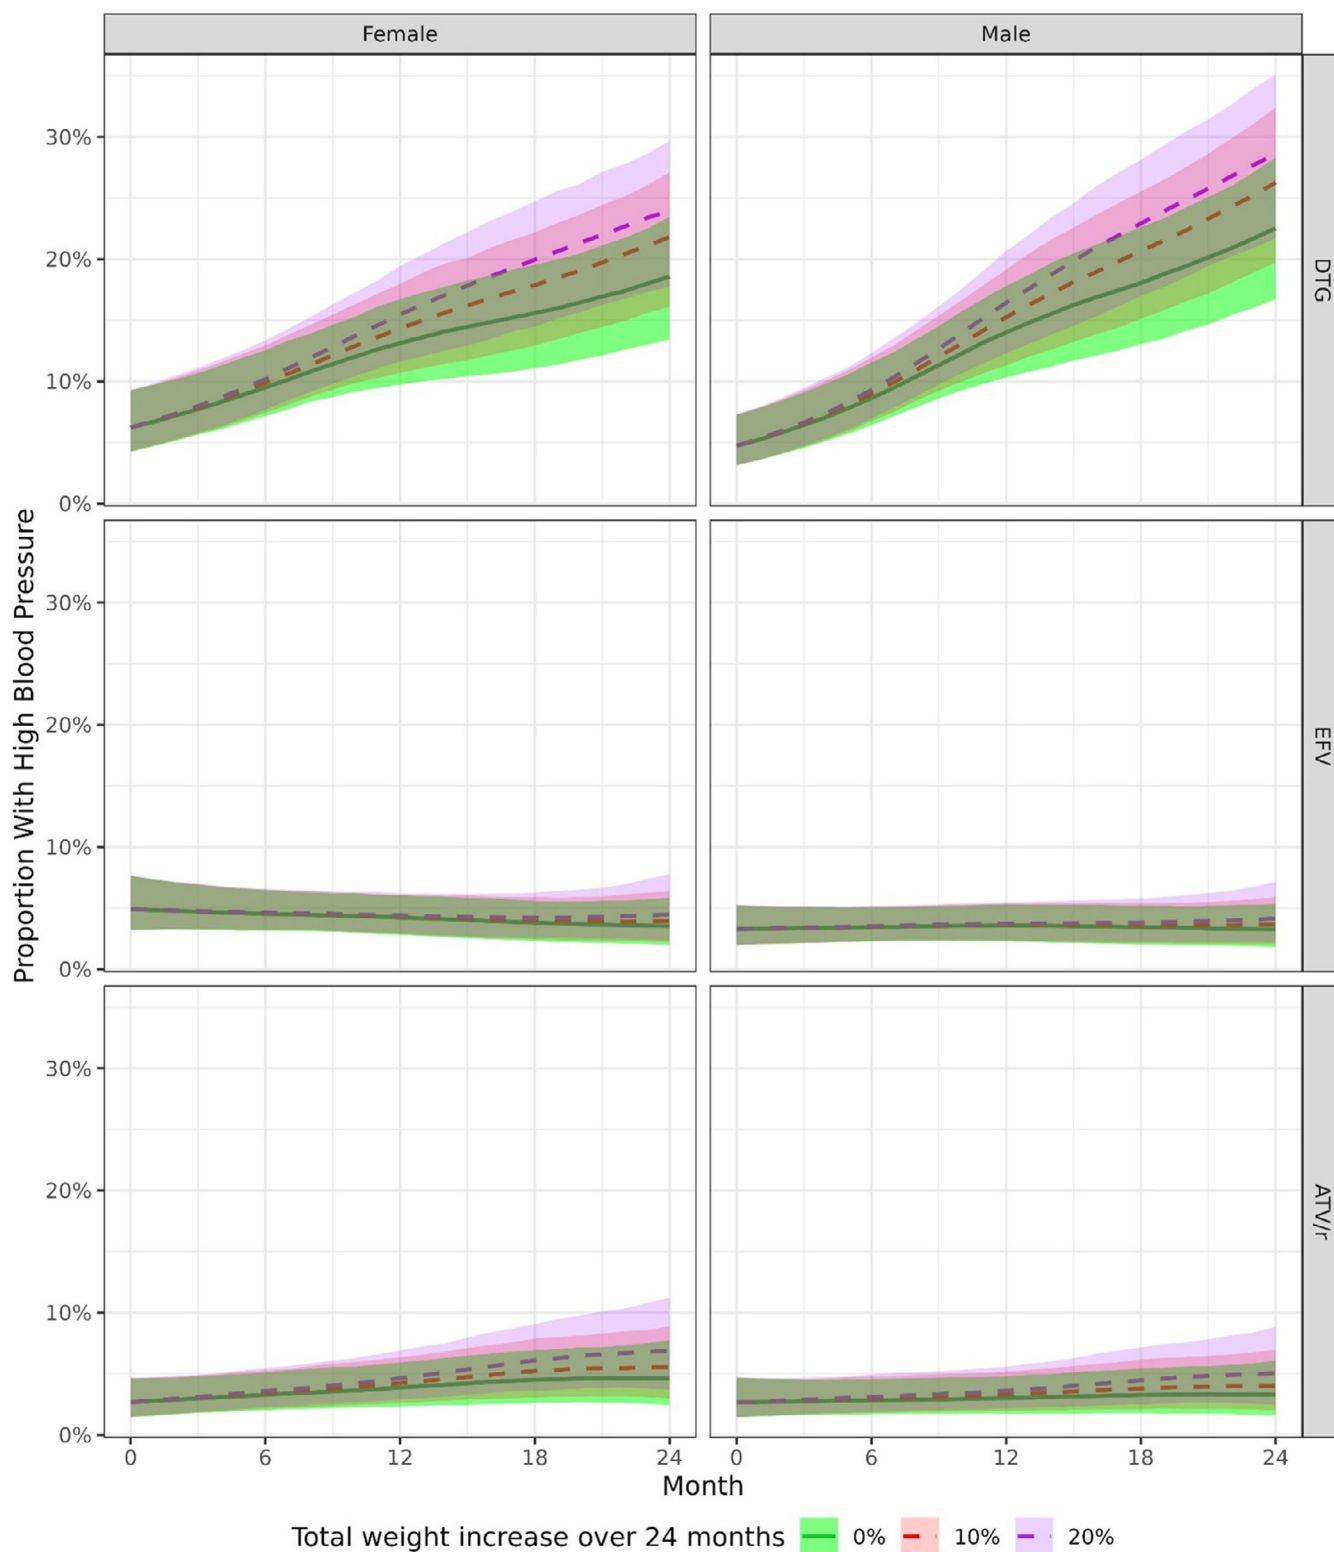 Female
Male
30%
20%
10%
0%
DTG
30%
20%
10%
0%
EFV
30%
20%
10%
0%
ATV/r
Proportion With High Blood Pressure
0 6 12 18 24
0 6 12 18 24
Month
Total weight increase over 24 months 0% 10% 20%